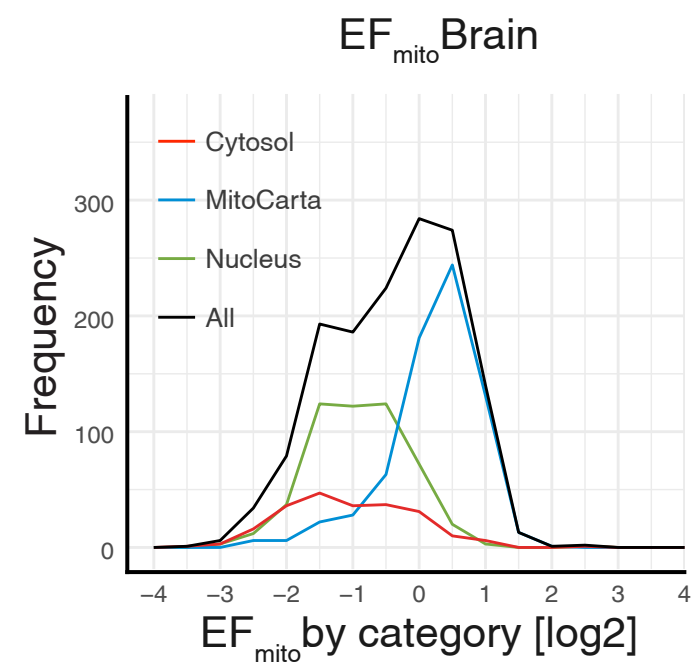 EFmitoBrain
Cytosol
MitoCarta
Nucleus
All
Frequency
300
200
100
0
−4 −3 −2 −1 0 1 2 3 4
EFmitoby category [log2]